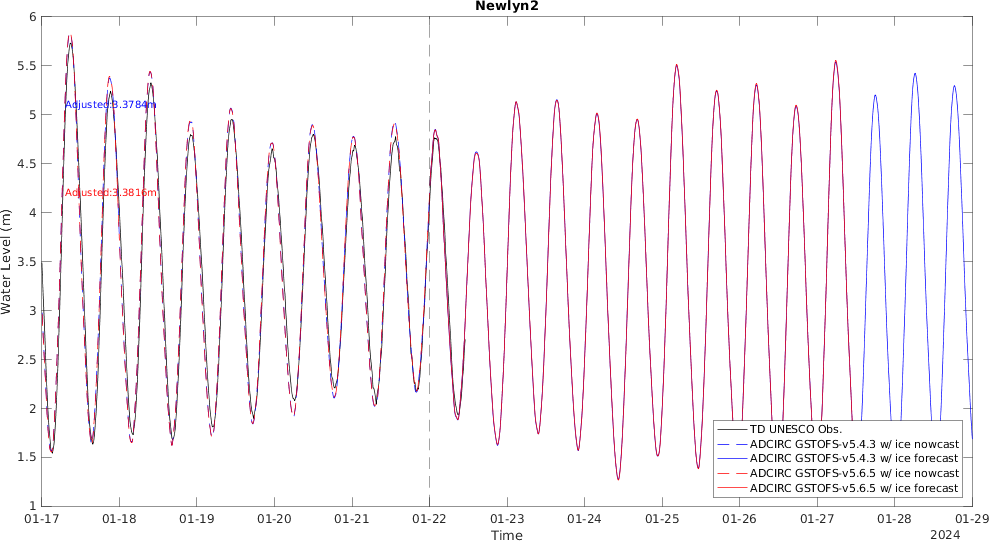 Newlyn2
6
5.5
5
4.5
4
3.5
3
2.5
2
1.5
1
Water Level (m)
Adjusted:3.3784m
Adjusted:3.3816m
TD UNESCO Obs.
ADCIRC GSTOFS-v5.4.3 w/ ice nowcast
ADCIRC GSTOFS-v5.4.3 w/ ice forecast
ADCIRC GSTOFS-v5.6.5 w/ ice nowcast
ADCIRC GSTOFS-v5.6.5 w/ ice forecast
01-17 01-18 01-19 01-20 01-21 01-22 01-23 01-24 01-25 01-26 01-27 01-28 01-29
Time
2024